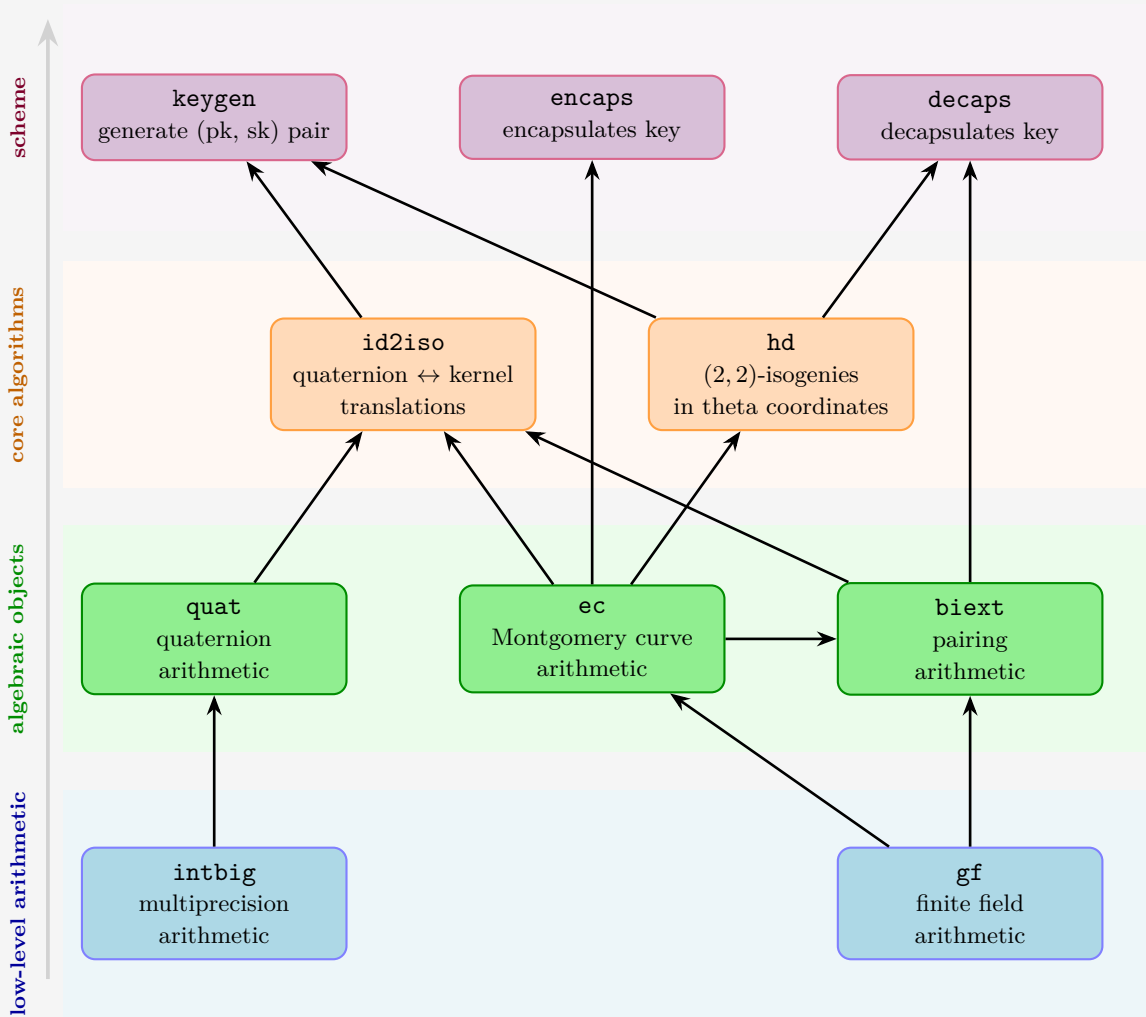 scheme
keygen
generate (pk, sk) pair
encaps
encapsulates key
decaps
decapsulates key
core algorithms
id2iso
quaternion ↔ kernel
translations
hd
(2, 2)-isogenies
in theta coordinates
algebraic objects
quat
quaternion
arithmetic
ec
Montgomery curve
arithmetic
biext
pairing
arithmetic
low-level arithmetic
intbig
multiprecision
arithmetic
gf
finite field
arithmetic